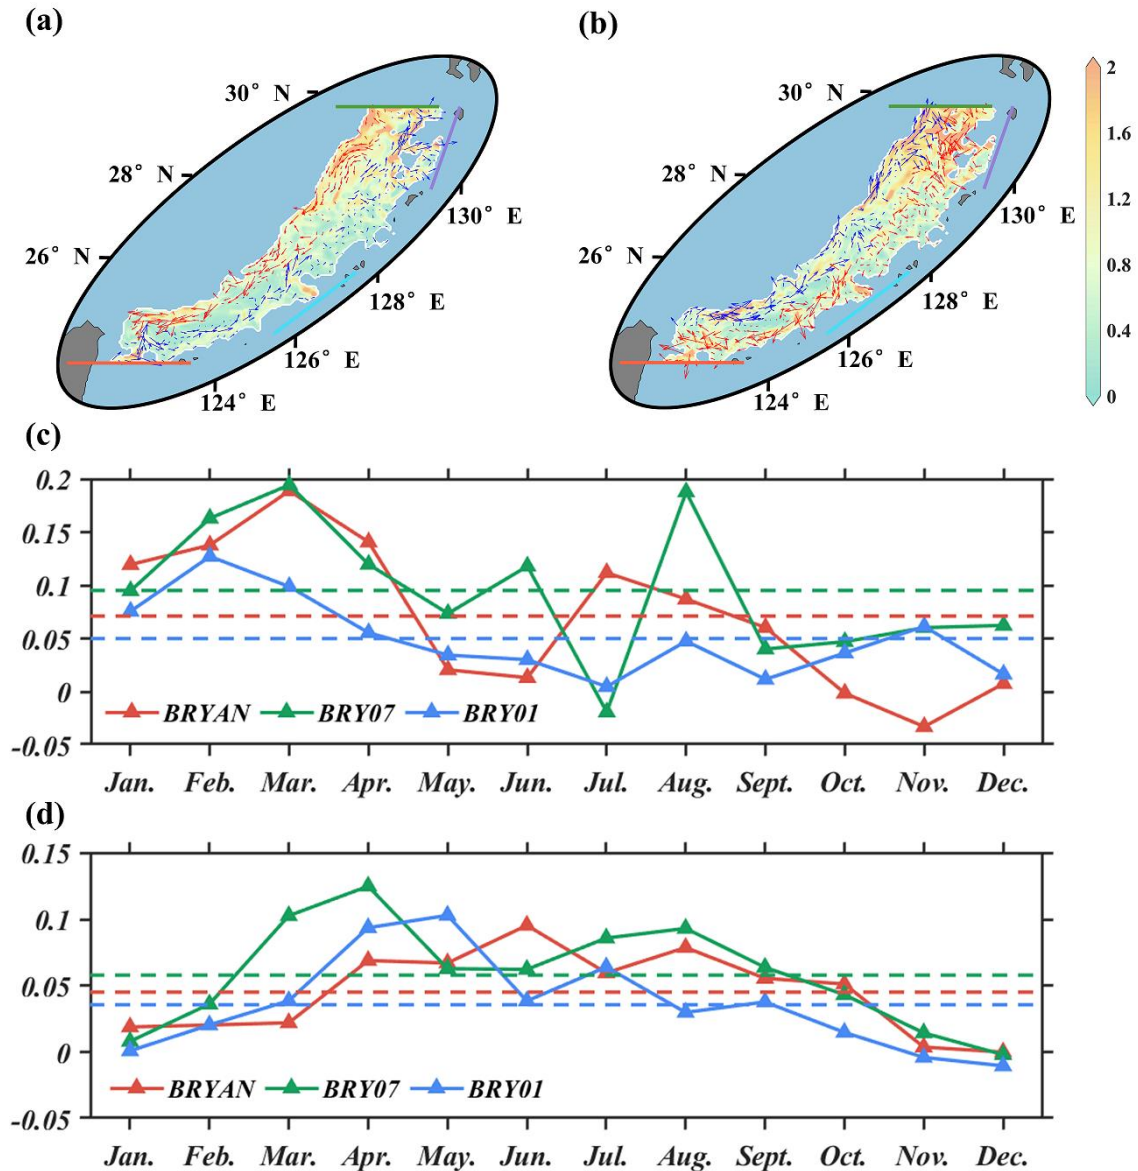 (a)
(b)
30° N
28° N
26° N
130° E
128° E
126° E
124° E
30° N
28° N
26° N
130° E
128° E
126° E
124° E
2
1.6
1.2
0.8
0.4
0
(c)
0.2
0.15
0.1
0.05
0
-0.05
BRYAN BRY07 BRY01
Jan. Feb. Mar. Apr. May. Jun. Jul. Aug. Sept. Oct. Nov. Dec.
(d)
0.15
0.1
0.05
0
-0.05
BRYAN BRY07 BRY01
Jan. Feb. Mar. Apr. May. Jun. Jul. Aug. Sept. Oct. Nov. Dec.